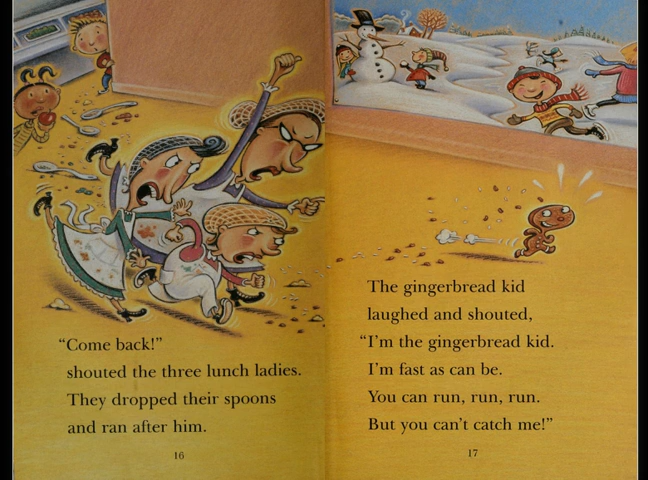 “Come back!”
shouted the three lunch ladies.
They dropped their spoons
and ran after him.
16
The gingerbread kid
laughed and shouted,
“I’m the gingerbread kid.
I’m fast as can be.
You can run, run, run.
But you can’t catch me!”
17